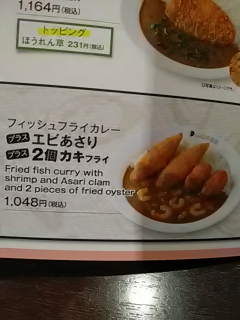 1,164円(税込)
トッピング
ほうれん草 231円(税込)
フィッシュフライカレー
プラス エビあさり
プラス 2個カキフライ
Fried fish curry with
shrimp and Asari clam
and 2 pieces of fried oyster
1,048円(税込)